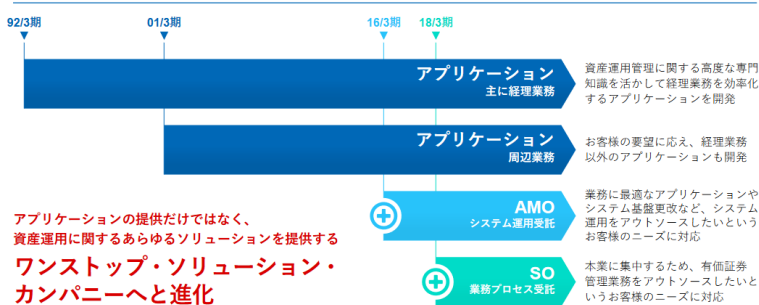 92/3期
01/3期
16/3期
18/3期
アプリケーション
主に経理業務
資産運用管理に関する高度な専門
知識を活かして経理業務を効率化
するアプリケーションを開発
アプリケーション
周辺業務
お客様の要望に応え、経理業務
以外のアプリケーションも開発
AMO
システム運用受託
業務に最適なアプリケーションや
システム基盤更改など、システム
運用をアウトソースしたいという
お客様のニーズに対応
アプリケーションの提供だけではなく、
資産運用に関するあらゆるソリューションを提供する
ワンストップ・ソリューション・
カンパニーへと進化
SO
業務プロセス受託
本業に集中するため、有価証券
管理業務をアウトソースしたいと
いうお客様のニーズに対応